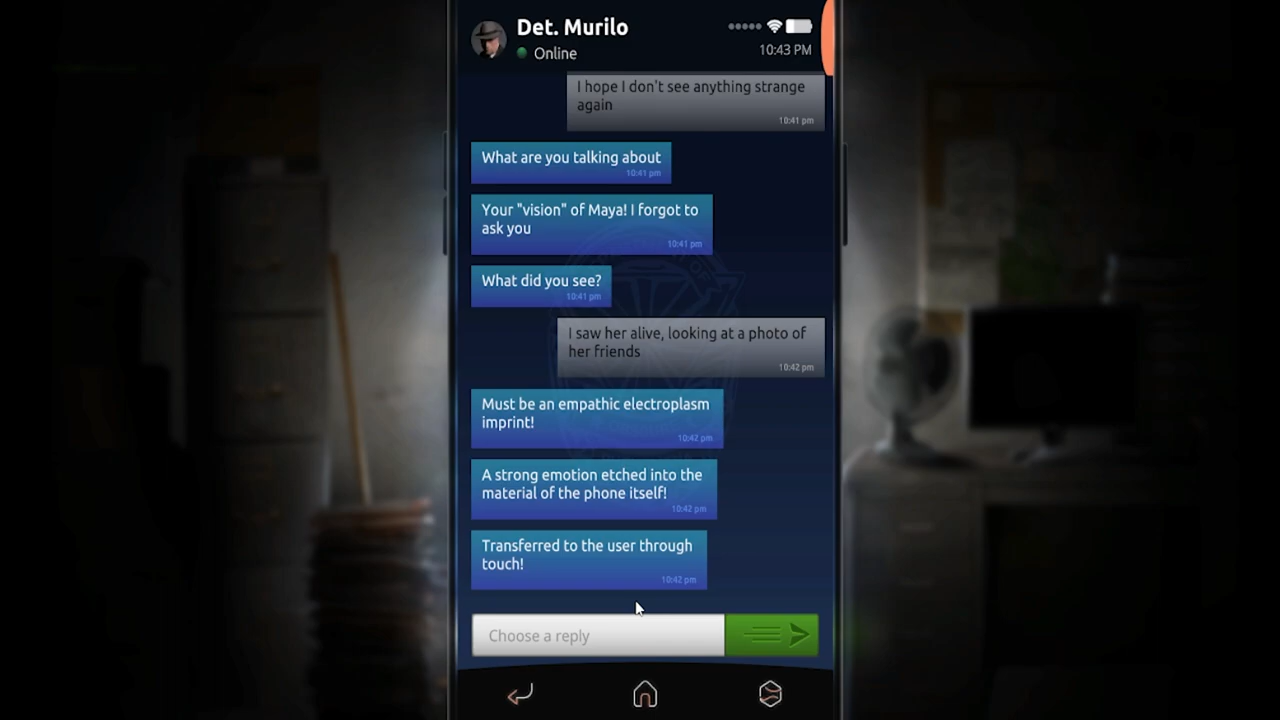 Det. Murilo
Online
10:43 PM
I hope I don't see anything strange
again
10:41 pm
What are you talking about
10:41 pm
Your "vision" of Maya! I forgot to
ask you
10:41 pm
What did you see?
10:41 pm
I saw her alive, looking at a photo of
her friends
10:42 pm
Must be an empathic electroplasm
imprint!
10:42 pm
A strong emotion etched into the
material of the phone itself!
10:42 pm
Transferred to the user through
touch!
10:42 pm
Choose a reply